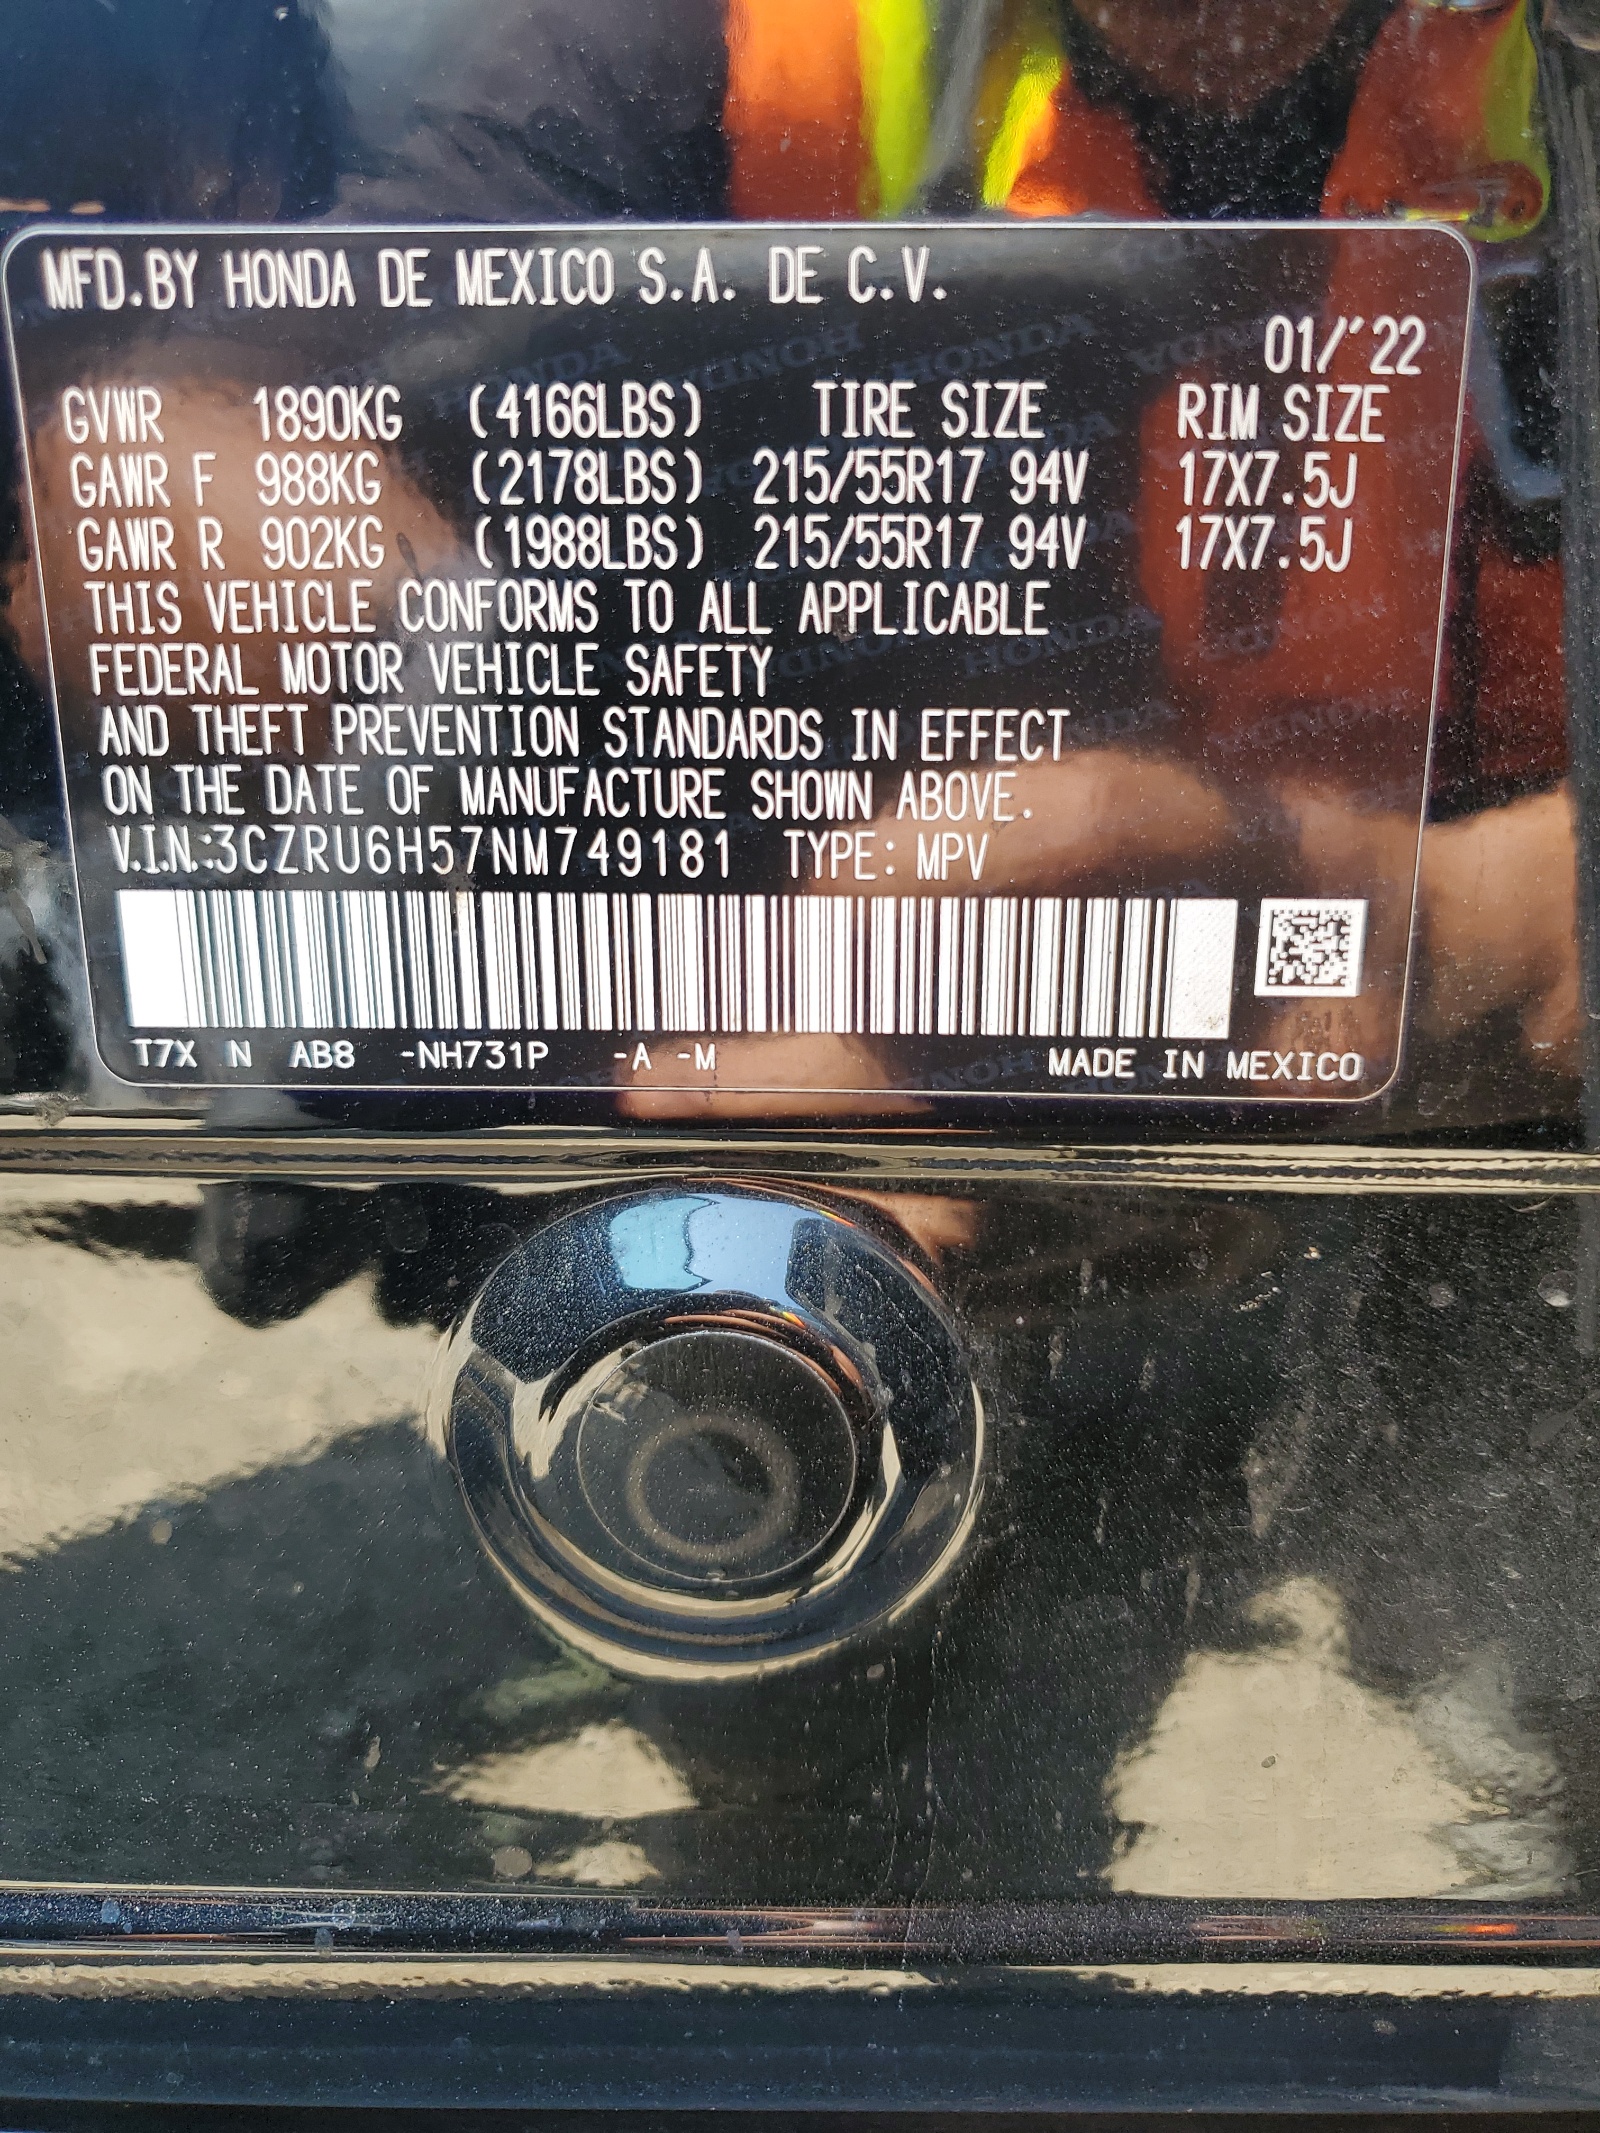 MFD.BY HONDA DE MEXICO S.A. DE C.V.
01/'22
GVWR 1890KG (4166LBS) TIRE SIZE RIM SIZE
GAWR F 988KG (2178LBS) 215/55R17 94V 17X7.5J
GAWR R 902KG (1988LBS) 215/55R17 94V 17X7.5J
THIS VEHICLE CONFORMS TO ALL APPLICABLE
FEDERAL MOTOR VEHICLE SAFETY
AND THEFT PREVENTION STANDARDS IN EFFECT
ON THE DATE OF MANUFACTURE SHOWN ABOVE.
V.I.N.:3CZRU6H57NM749181 TYPE: MPV
T7X N AB8 -NH731P -A -M MADE IN MEXICO